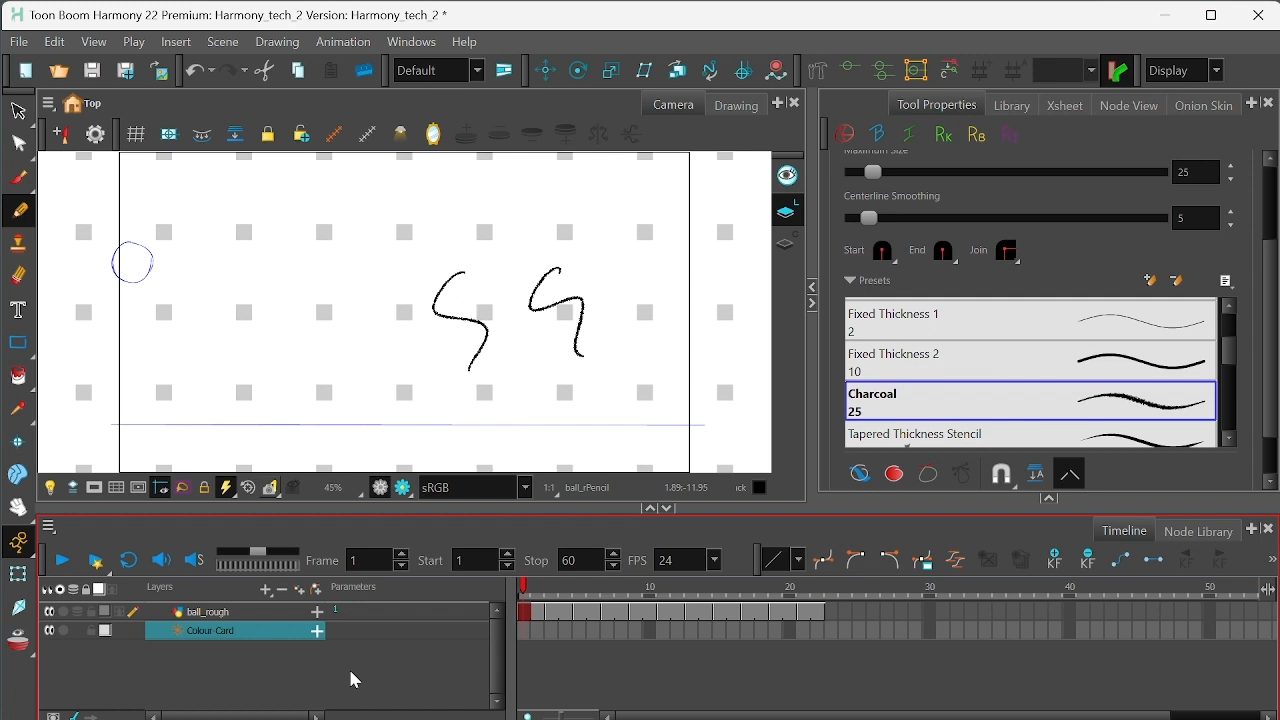 Toon Boom Harmony 22 Premium: Harmony_tech_2 Version: Harmony_tech_2 *
File Edit View Play Insert Scene Drawing Animation Windows Help
Default
Display
Top
Camera Drawing
Tool Properties Library Xsheet Node View Onion Skin
Maximum Size
25
Centerline Smoothing
5
Start End Join
Presets
Fixed Thickness 1
2
Fixed Thickness 2
10
Charcoal
25
Tapered Thickness Stencil
45% sRGB 1:1 ball_rPencil 1.89:-11.95 ick
Timeline Node Library
Frame 1 Start 1 Stop 60 FPS 24
Layers Parameters 10 20 30 40 50
ball_rough 1
Colour-Card